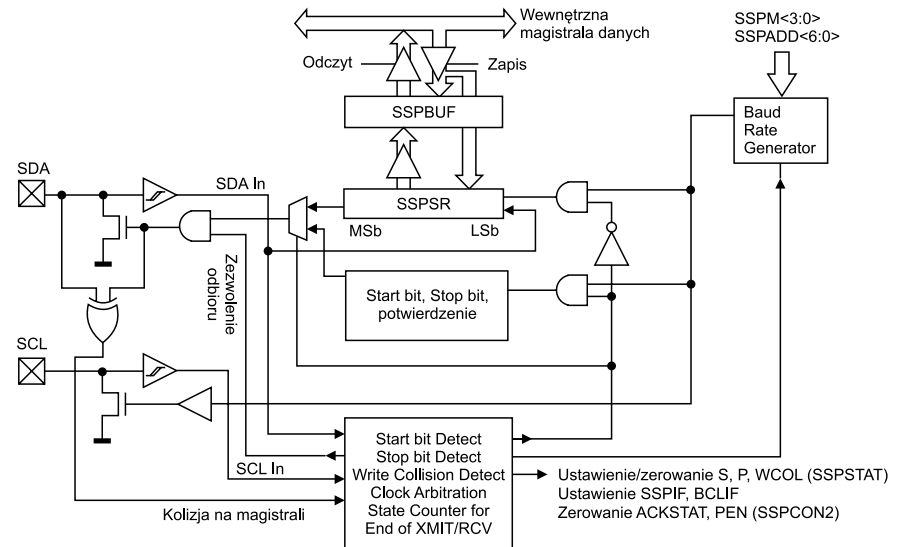 Wewnętrzna
magistrala danych
SSPM<3:0>
SSPADD<6:0>
Odczyt
Zapis
SSPBUF
Baud
Rate
Generator
SDA
SDA In
SSPSR
MSb
LSb
Zezwolenie
odbioru
Start bit, Stop bit,
potwierdzenie
SCL
SCL In
Kolizja na magistrali
Start bit Detect
Stop bit Detect
Write Collision Detect
Clock Arbitration
State Counter for
End of XMIT/RCV
Ustawienie/zerowanie S, P, WCOL (SSPSTAT)
Ustawienie SSPIF, BCLIF
Zerowanie ACKSTAT, PEN (SSPCON2)